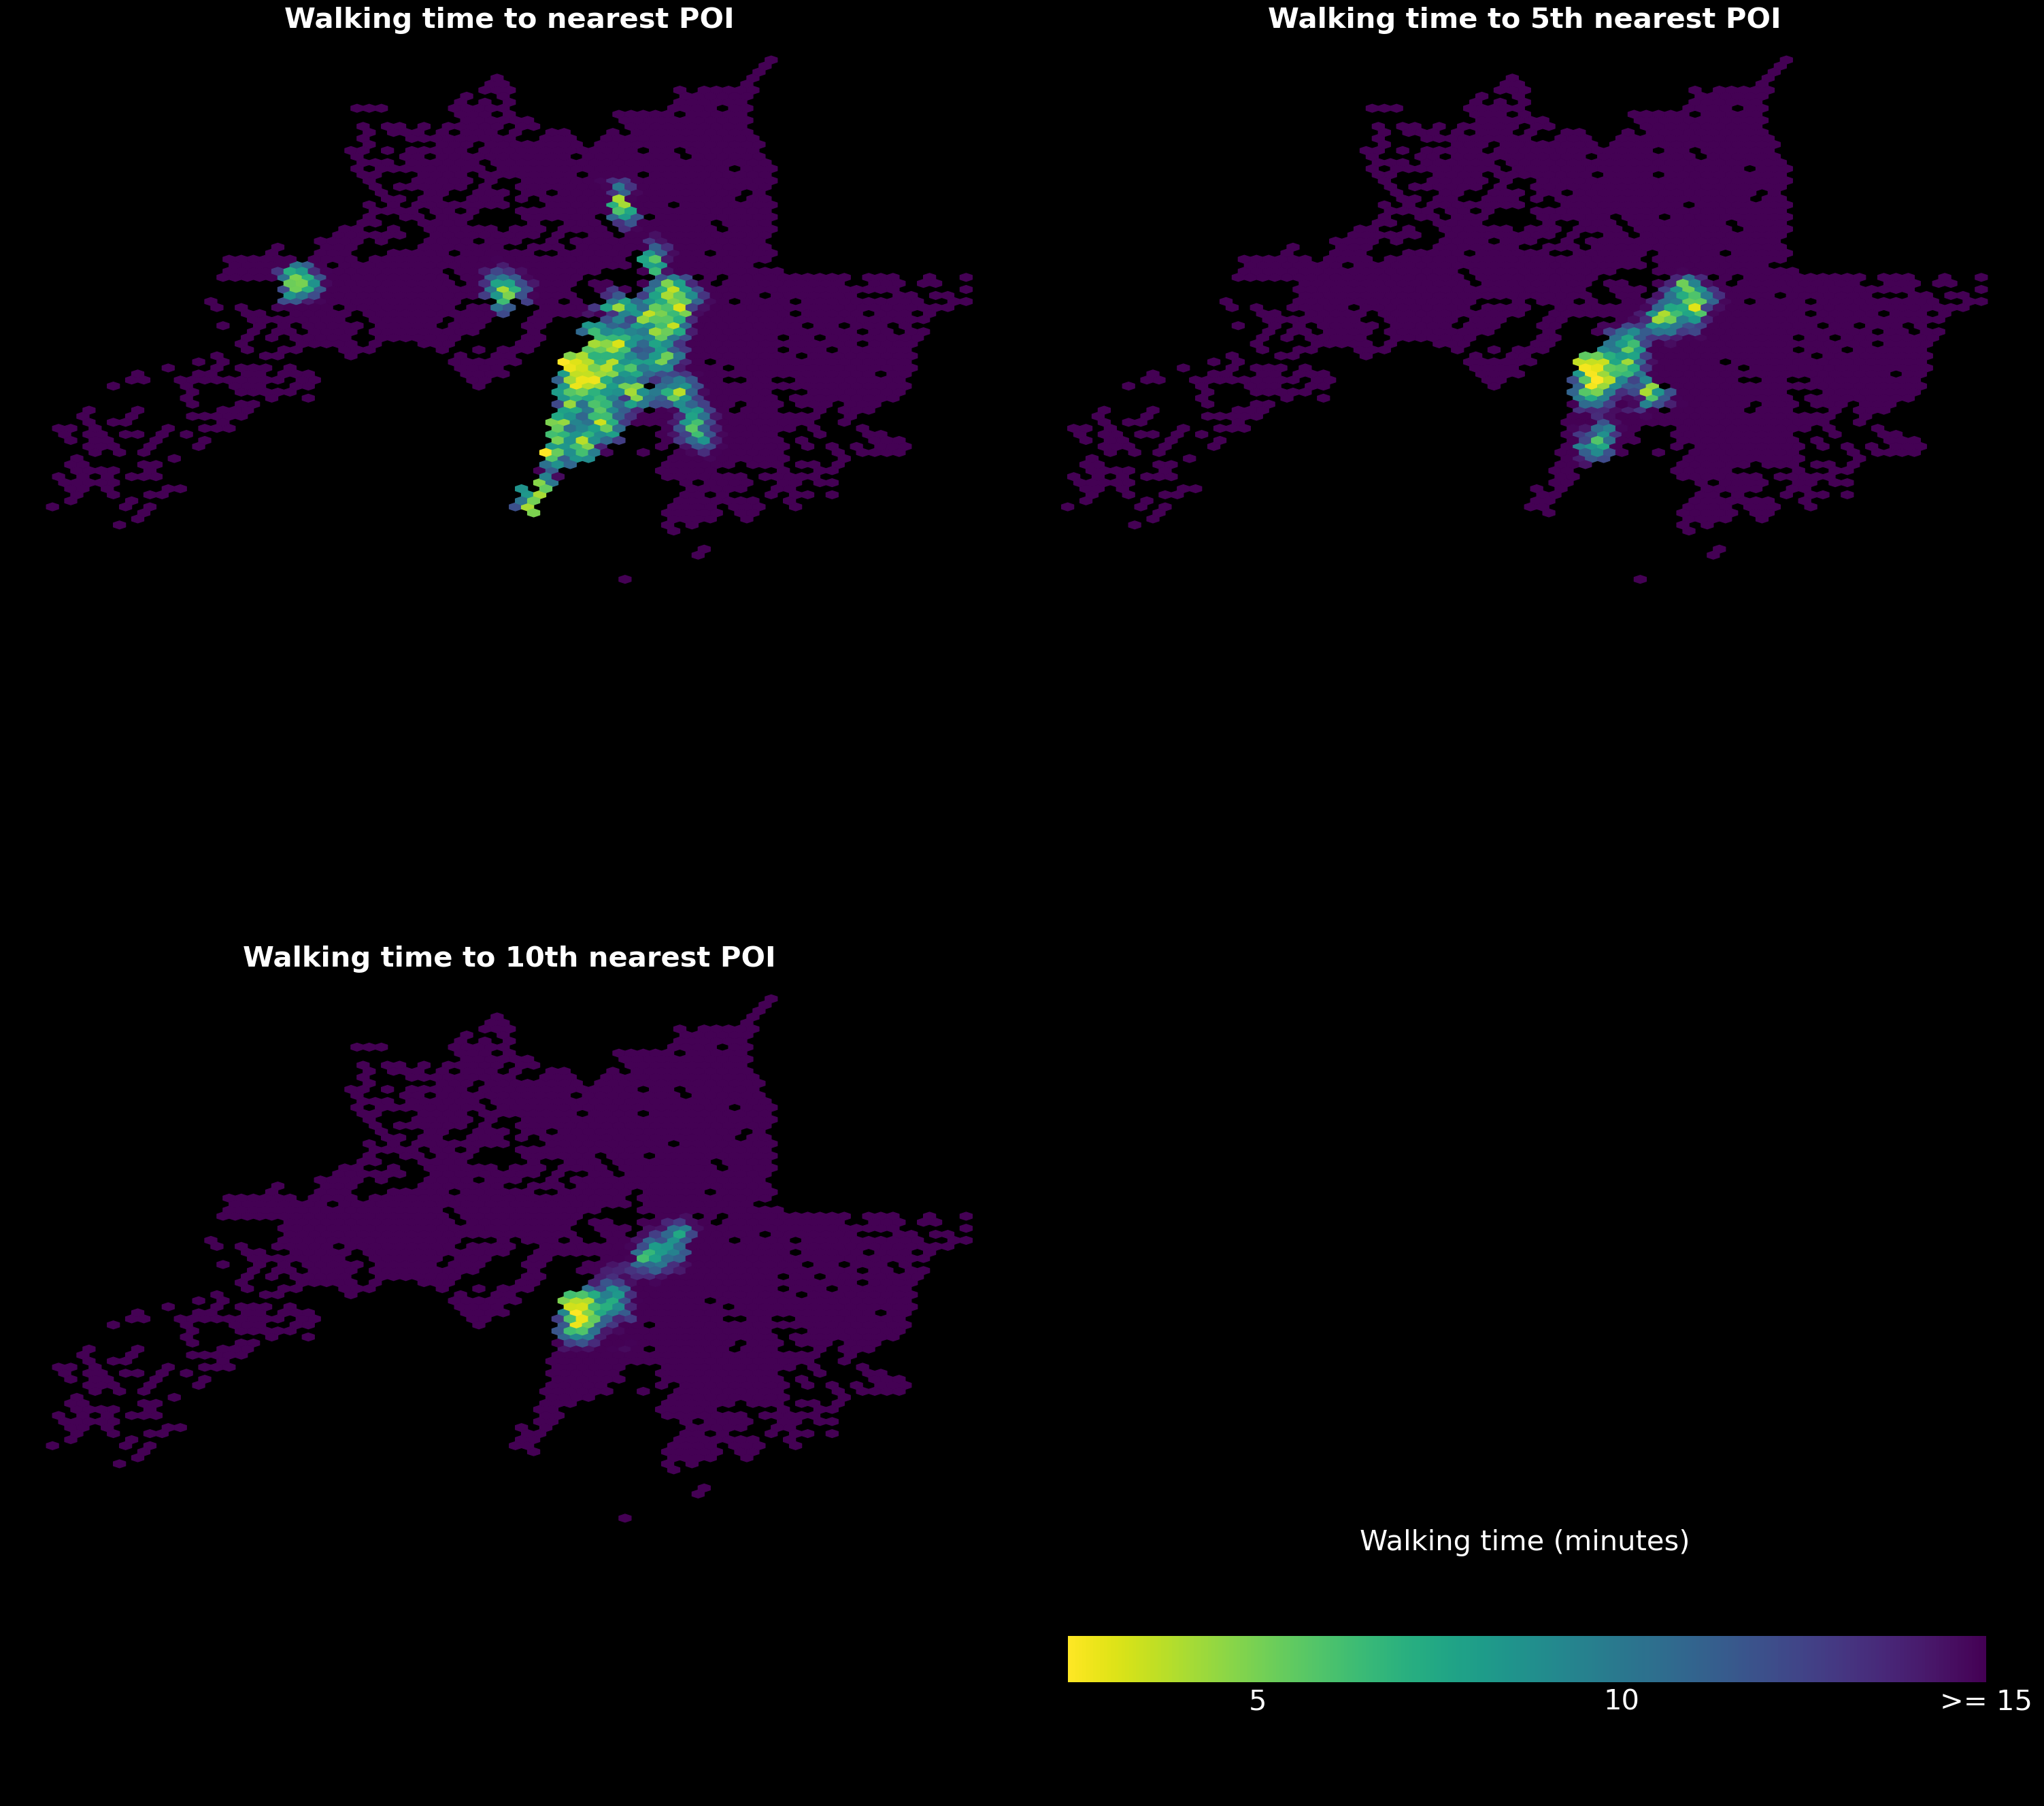 Walking time to nearest POI
Walking time to 5th nearest POI
Walking time to 10th nearest POI
Walking time (minutes)
5 10 >= 15